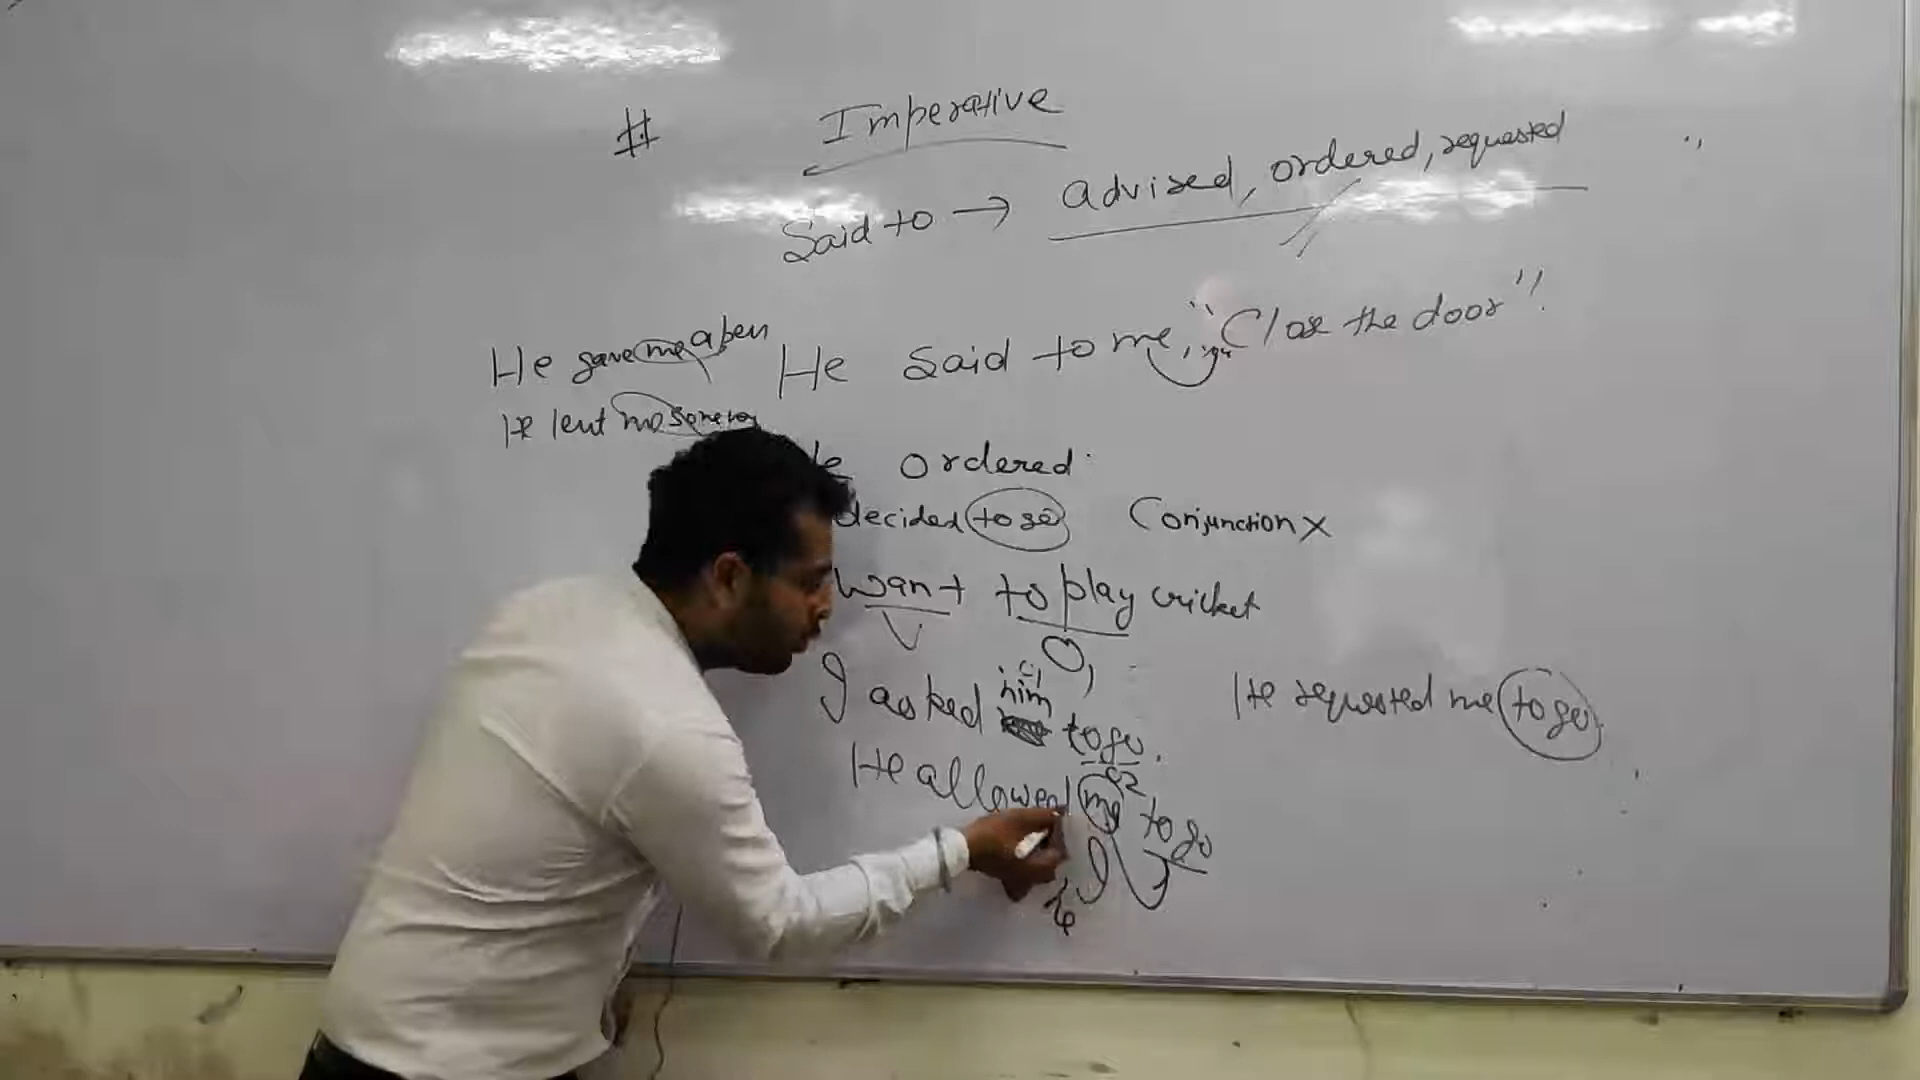 # Imperative
Said to → advised, ordered, requested
He gave me a pen
He said to me, "Close the door".
He lent me
ordered
decided to go Conjunction X
want to play cricket
V O
I asked him to go.
He requested me to go
He allowed me to go